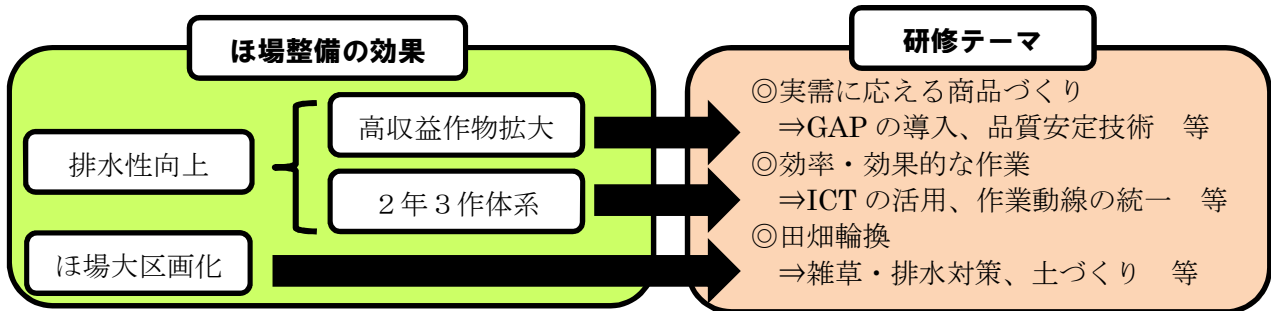 ほ場整備の効果
排水性向上
高収益作物拡大
２年３作体系
ほ場大区画化
研修テーマ
◎実需に応える商品づくり
⇒GAP の導入、品質安定技術　等
◎効率・効果的な作業
⇒ICT の活用、作業動線の統一　等
◎田畑輪換
⇒雑草・排水対策、土づくり　等